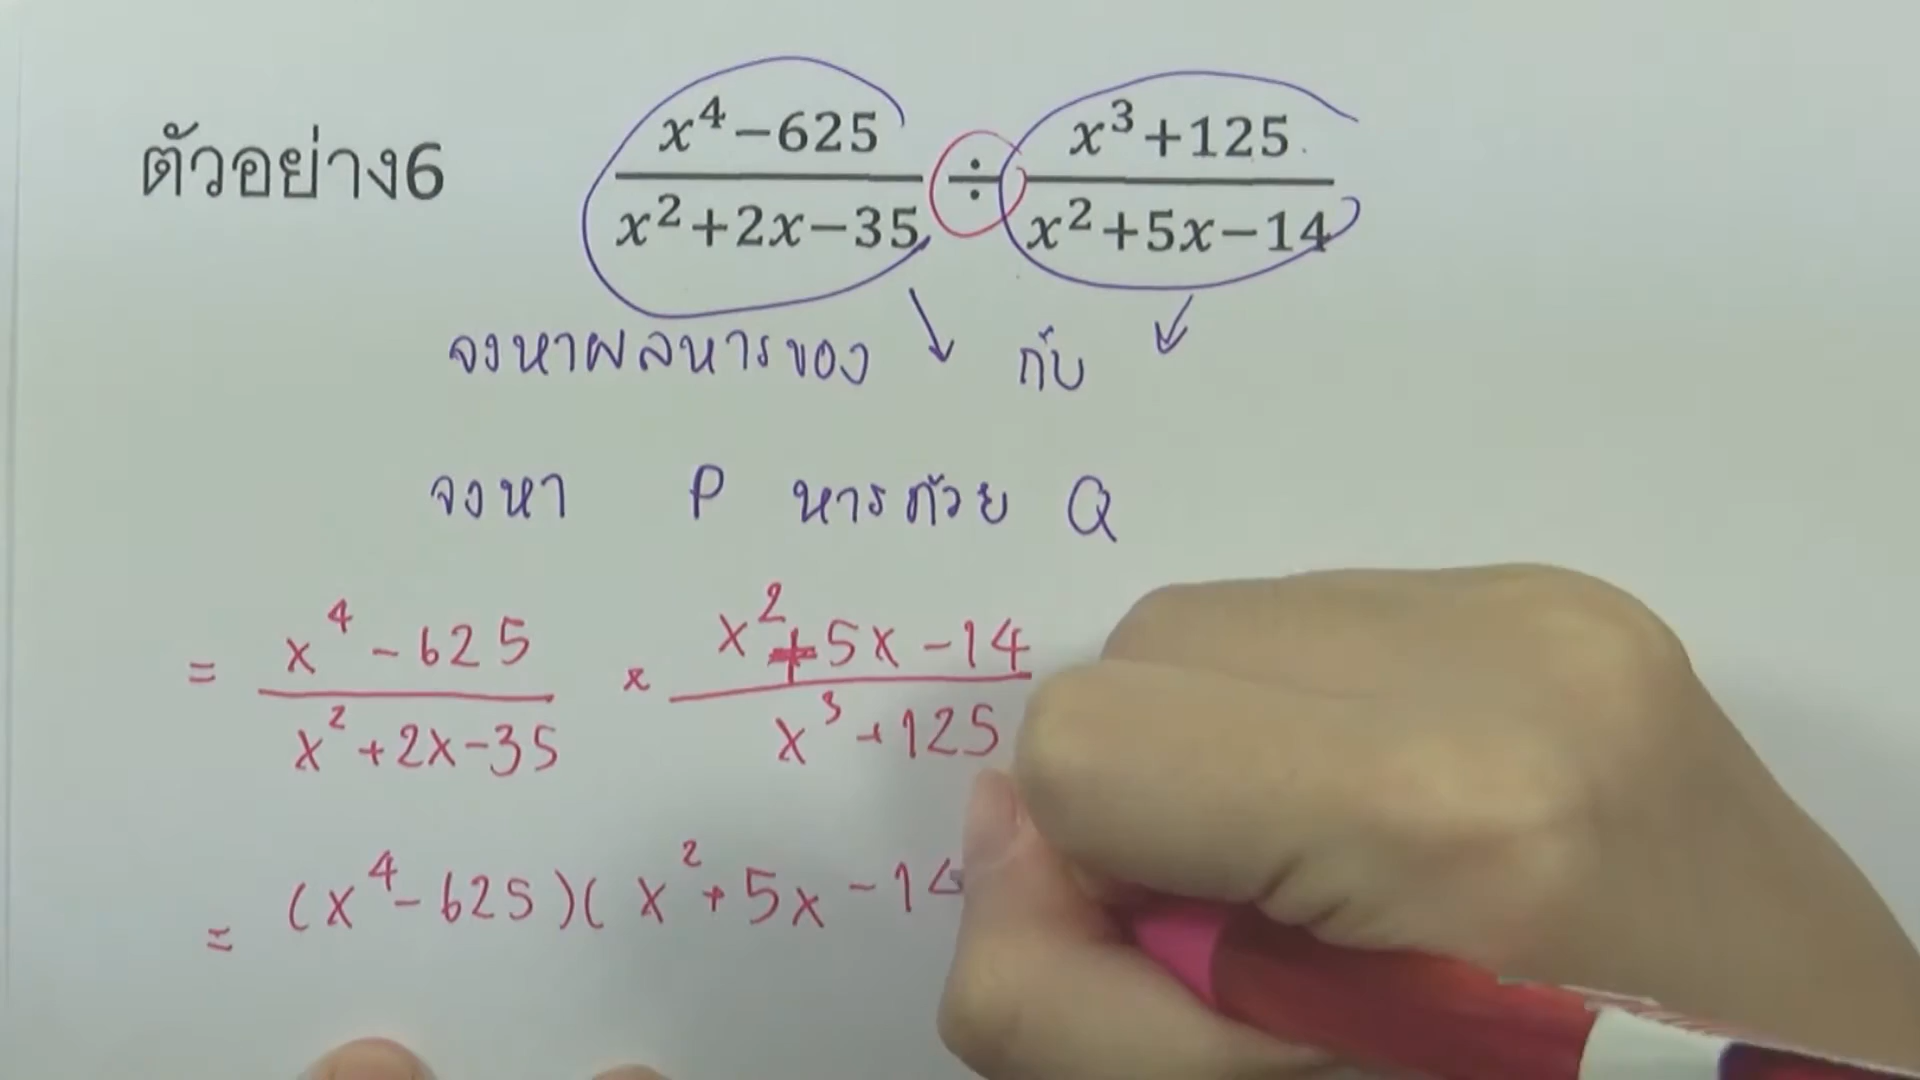 ตัวอย่าง6
x⁴−625 ÷ x³+125
x²+2x−35 x²+5x−14
จงหาผลหารของ กับ
จงหา P หารด้วย Q
= x⁴ - 625 × x² + 5x - 14
x² + 2x - 35 x³ + 125
= (x⁴ - 625)(x² + 5x - 14